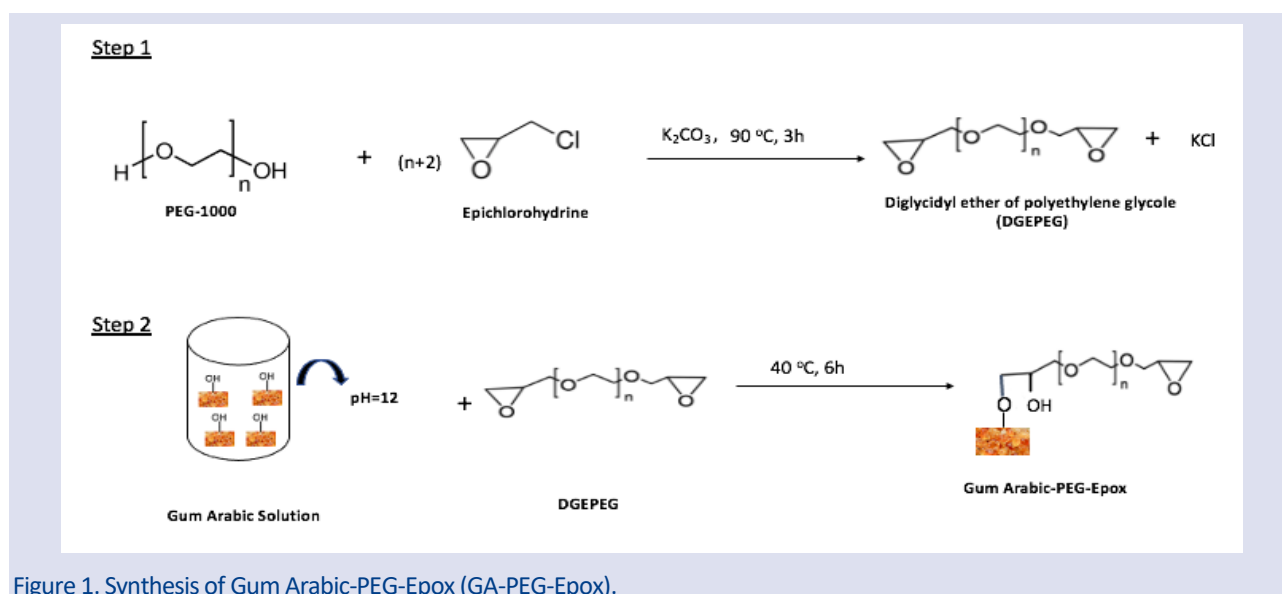 Step 1
H
O
n
OH
PEG-1000
+
(n+2)
O
Cl
Epichlorohydrine
K₂CO₃, 90 °C, 3h
O
O
n
O
O
+
KCl
Diglycidyl ether of polyethylene glycole
(DGEPEG)
Step 2
OH
OH
OH
OH
pH=12
Gum Arabic Solution
+
O
O
n
O
O
DGEPEG
40 °C, 6h
O
OH
O
n
O
O
Gum Arabic-PEG-Epox
Figure 1. Synthesis of Gum Arabic-PEG-Epox (GA-PEG-Epox).